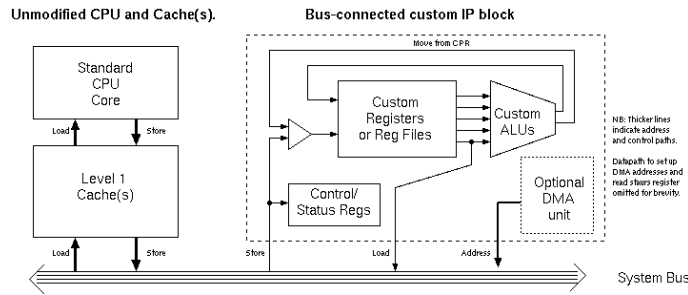 Unmodified CPU and Cache(s).
Bus-connected custom IP block
Move from CPR
Standard
CPU
Core
Custom
Registers
or Reg Files
Custom
ALUs
Load
Store
NB: Thicker lines
indicate address
and control paths.
Datapath to set up
DMA addresses and
read staurs register
omitted for brevity.
Level 1
Cache(s)
Control/
Status Regs
Optional
DMA
unit
Load
Store
Store
Load
Address
System Bus